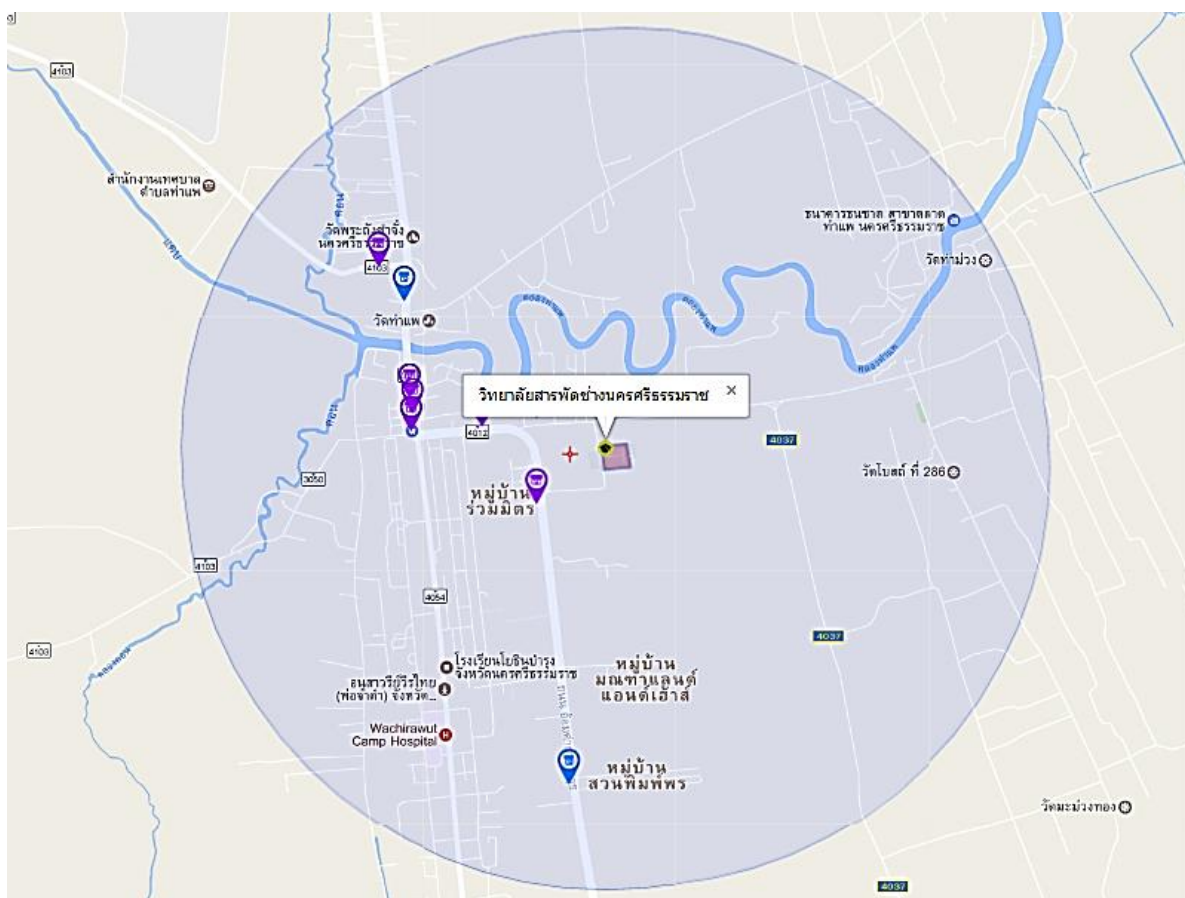 4103
สำนักงานเทศบาล
ตำบลท่าแพ
วัดพระถังสำจั่ง
นครศรีธรรมราช
4103
ธนาคารธนชาต สาขาตลาด
ท่าแพ นครศรีธรรมราช
วัดท่าม่วง
วัดท่าแพ
คลองท่าแพ
คลองท่าแพ
คลองท่าแพ
วิทยาลัยสารพัดช่างนครศรีธรรมราช
×
4012
4037
วัดโบสถ์ ที่ 286
3050
หมู่บ้าน
ร่วมมิตร
4103
4054
4103
4037
โรงเรียนโยธินบำรุง
จังหวัดนครศรีธรรมราช
หมู่บ้าน
มณฑาแลนด์
แอนด์เฮ้าส์
อนุสาวรีย์วีรไทย
(พ่อจ่าดำ) จังหวัด...
Wachirawut
Camp Hospital
หมู่บ้าน
สวนพิมพ์พร
วัดมะม่วงทอง
4037